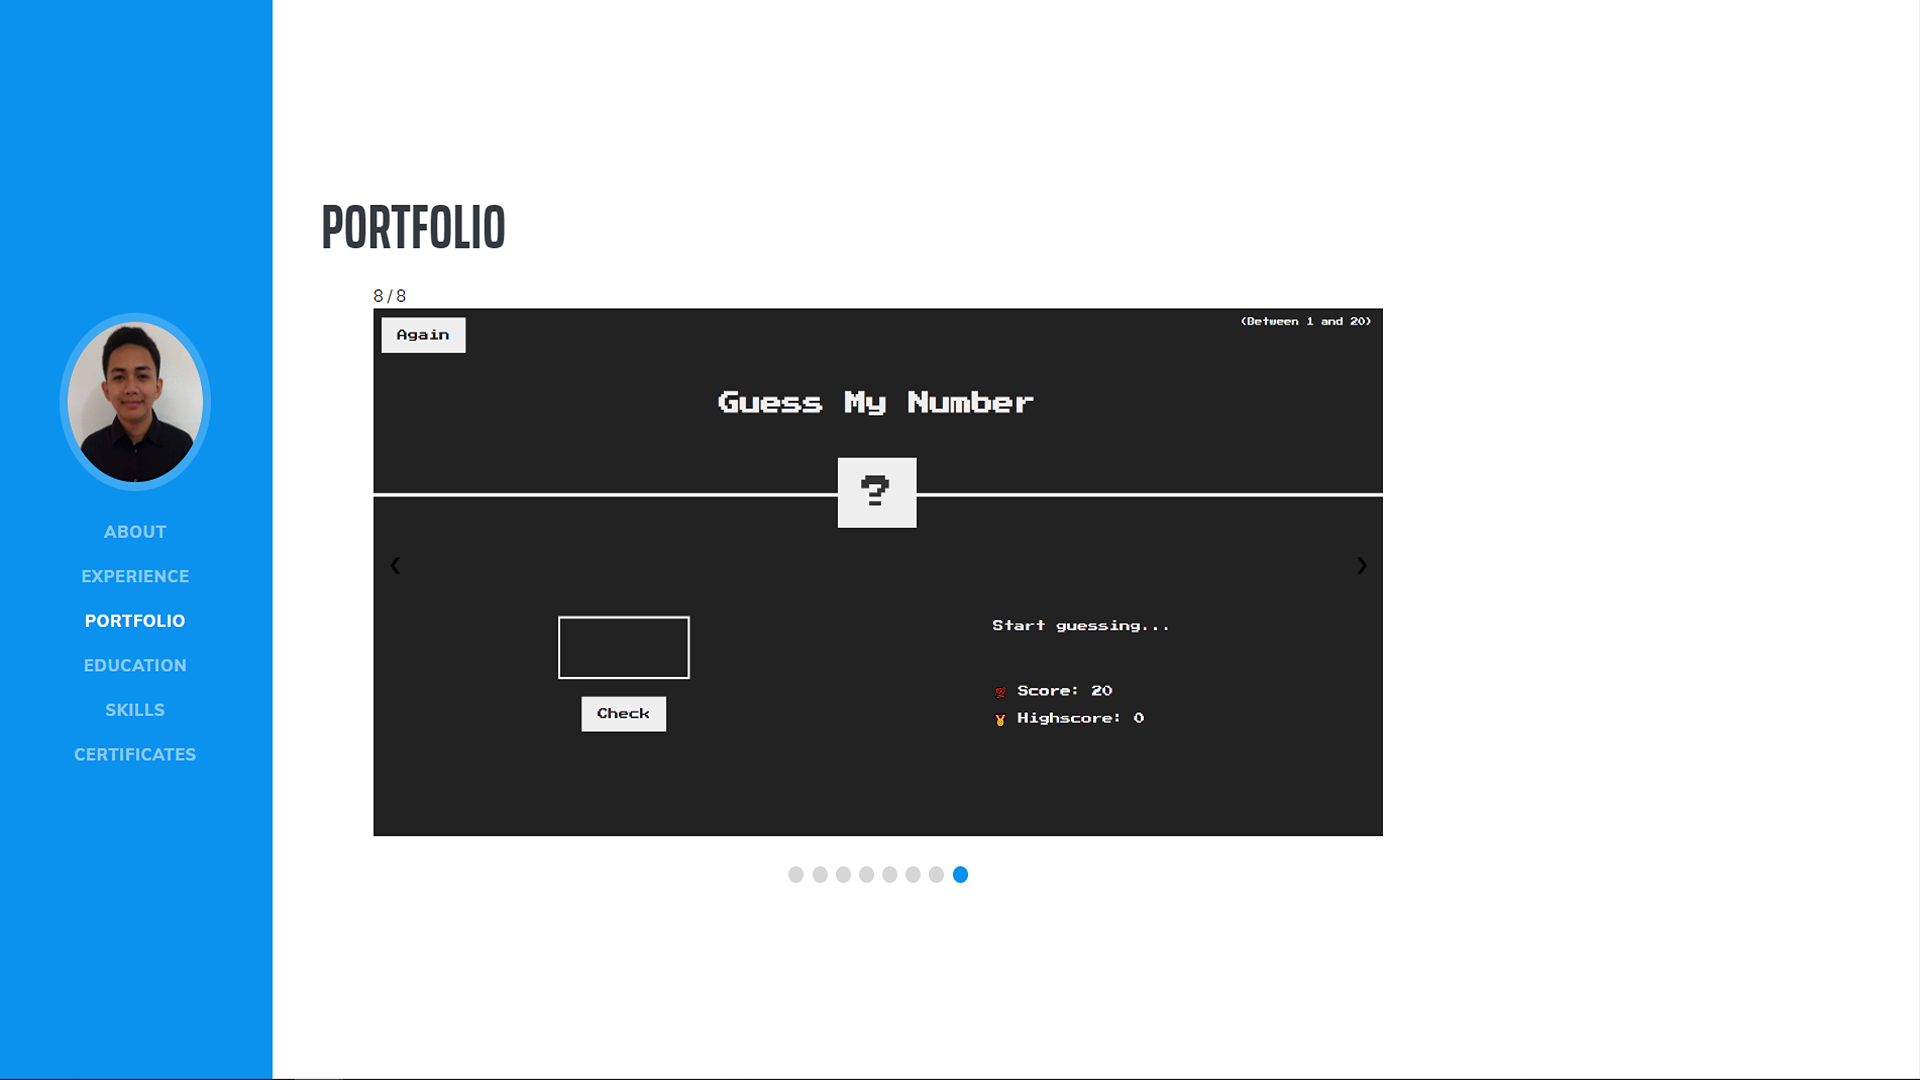 ABOUT
EXPERIENCE
PORTFOLIO
EDUCATION
SKILLS
CERTIFICATES
PORTFOLIO
8 / 8
Again
(Between 1 and 20)
Guess My Number
?
❮
❯
Check
Start guessing...
💯 Score: 20
🥇 Highscore: 0